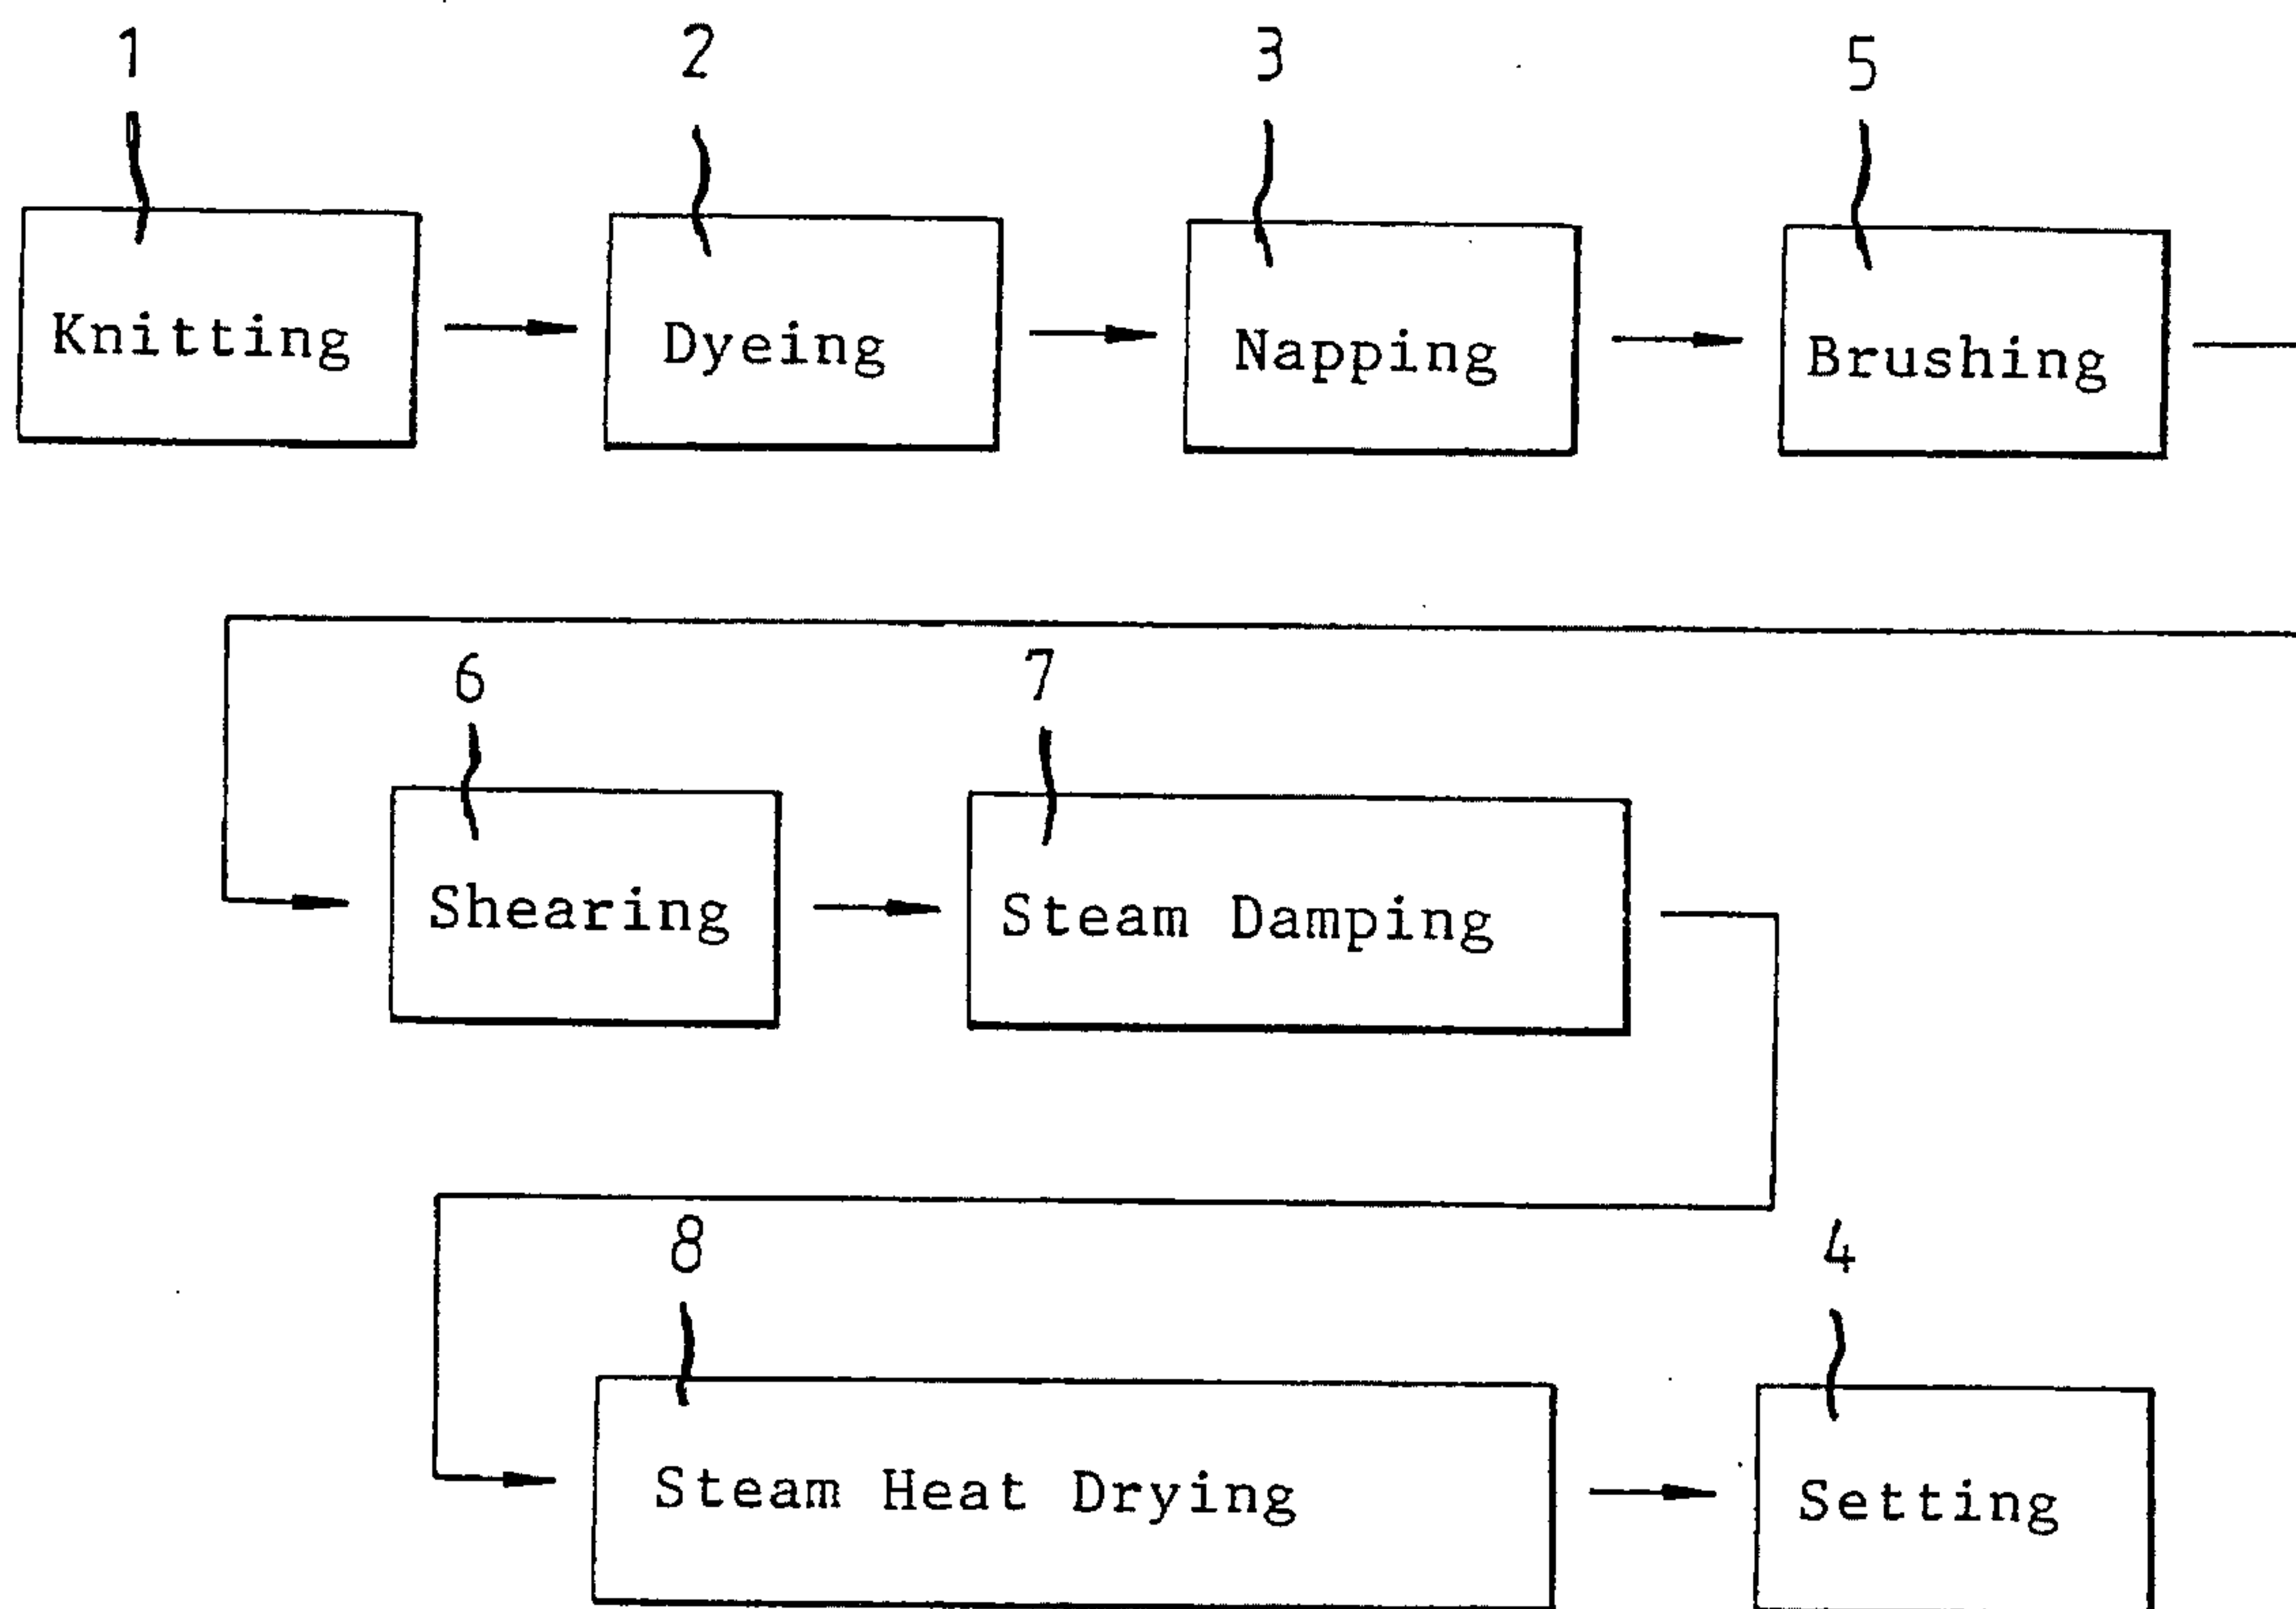 1 2 3 5
Knitting Dyeing Napping Brushing
6 7
Shearing Steam Damping
8 4
Steam Heat Drying Setting